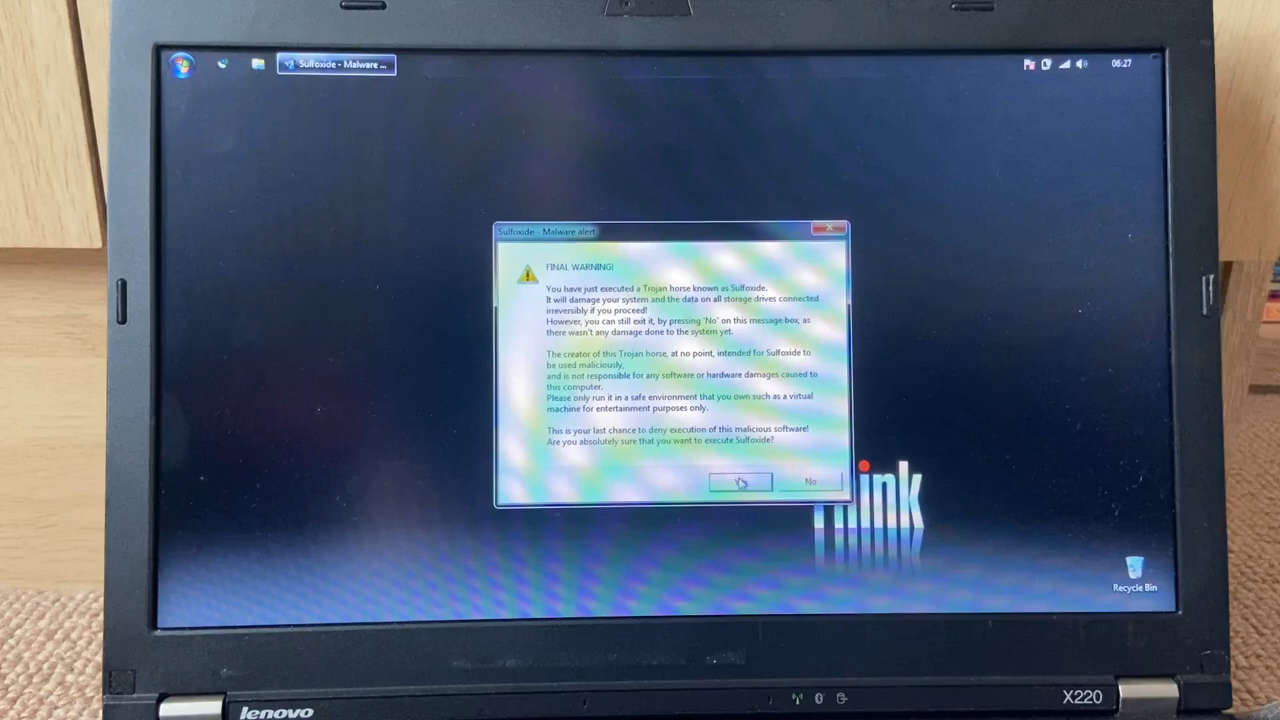 Sulfoxide - Malware ...
06:27
Sulfoxide - Malware alert
FINAL WARNING!
You have just executed a Trojan horse known as Sulfoxide.
It will damage your system and the data on all storage drives connected
irreversibly if you proceed!
However, you can still exit it, by pressing 'No' on this message box, as
there wasn't any damage done to the system yet.
The creator of this Trojan horse, at no point, intended for Sulfoxide to
be used maliciously,
and is not responsible for any software or hardware damages caused to
this computer.
Please only run it in a safe environment that you own such as a virtual
machine for entertainment purposes only.
This is your last chance to deny execution of this malicious software!
Are you absolutely sure that you want to execute Sulfoxide?
No
Recycle Bin
lenovo
X220